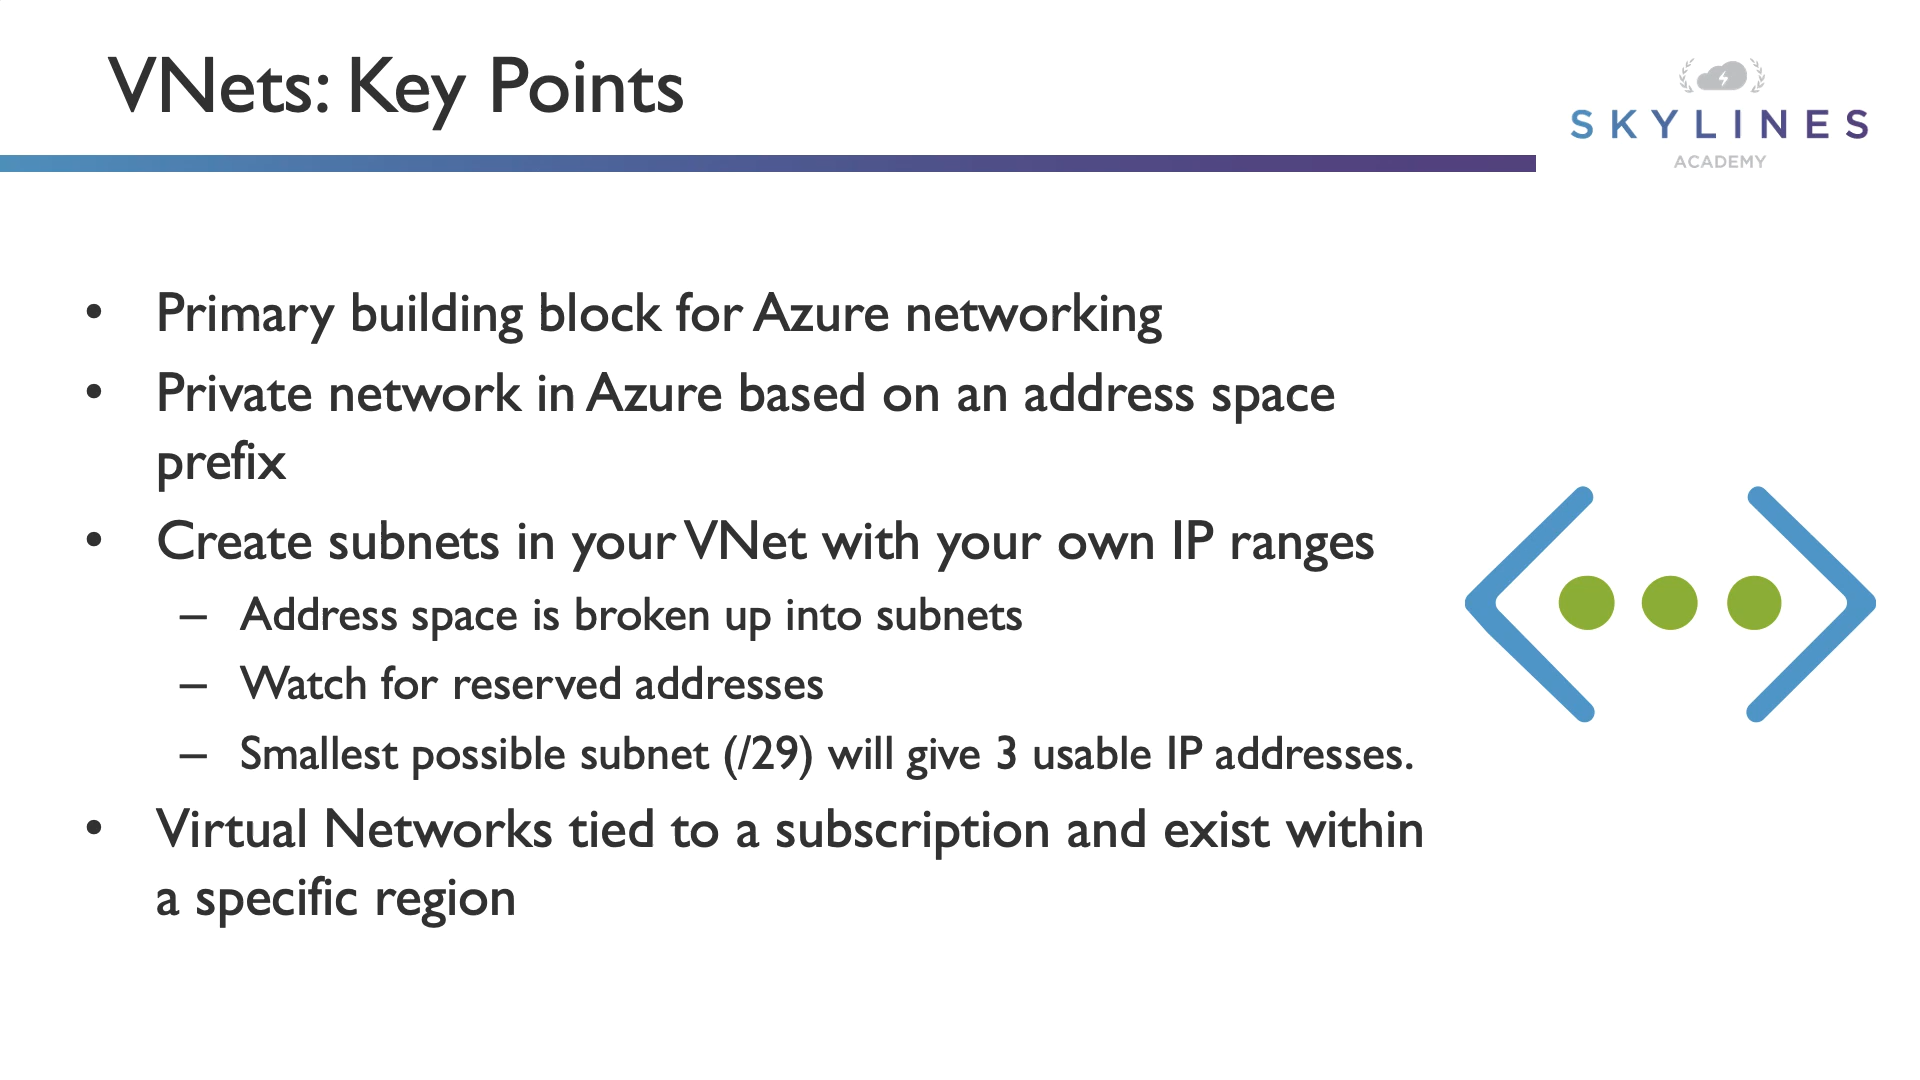 VNets: Key Points
SKYLINES
ACADEMY
• Primary building block for Azure networking
• Private network in Azure based on an address space
prefix
• Create subnets in your VNet with your own IP ranges
– Address space is broken up into subnets
– Watch for reserved addresses
– Smallest possible subnet (/29) will give 3 usable IP addresses.
• Virtual Networks tied to a subscription and exist within
a specific region